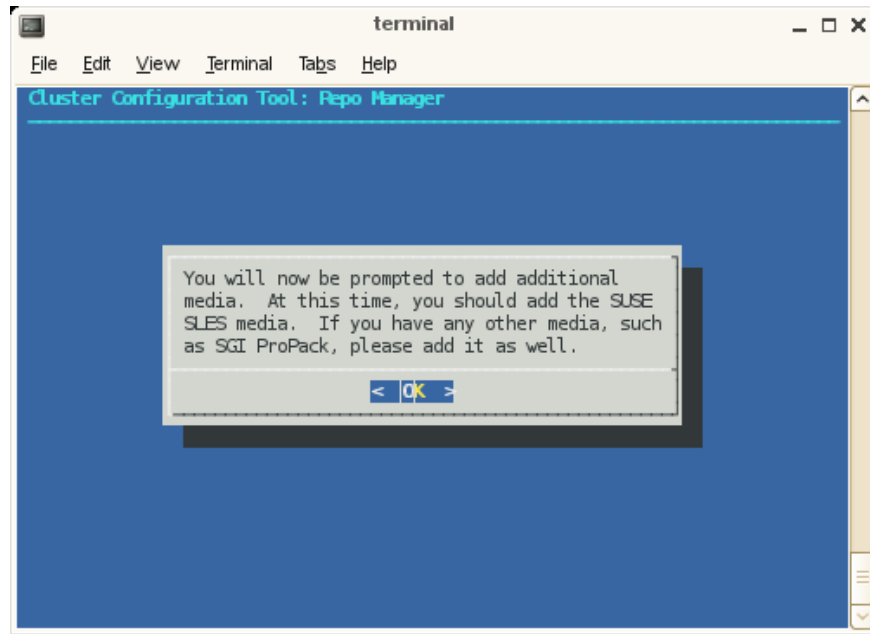 terminal
File Edit View Terminal Tabs Help
Cluster Configuration Tool: Repo Manager
You will now be prompted to add additional
media.  At this time, you should add the SUSE
SLES media.  If you have any other media, such
as SGI ProPack, please add it as well.
<  OK  >